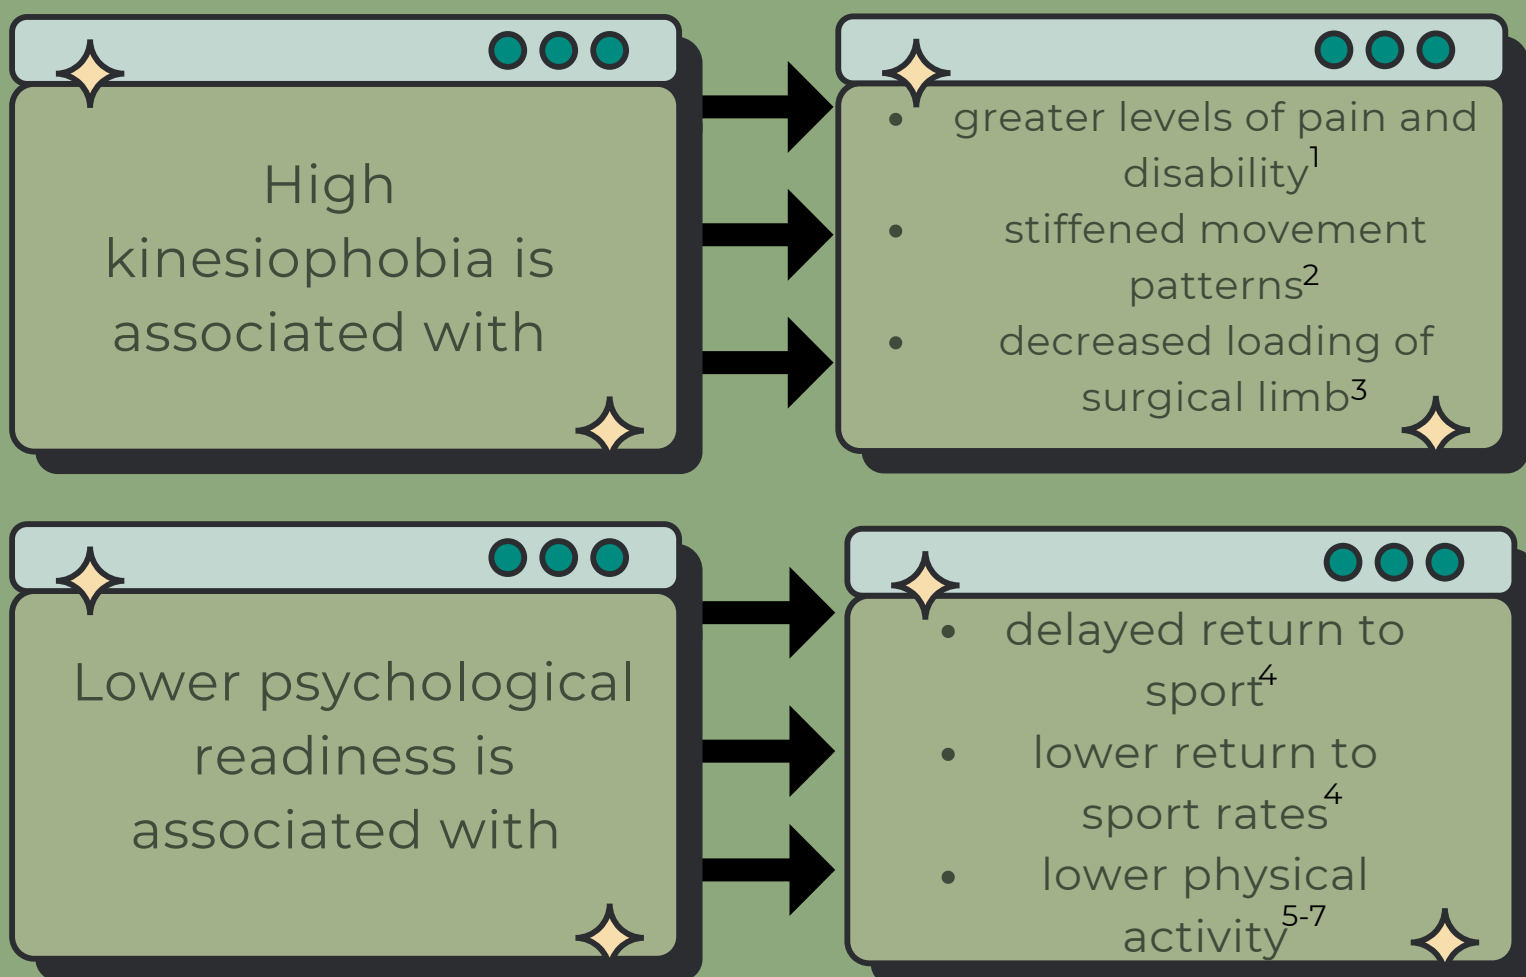 High
kinesiophobia is
associated with
• greater levels of pain and
disability¹
• stiffened movement
patterns²
• decreased loading of
surgical limb³
Lower psychological
readiness is
associated with
• delayed return to
sport⁴
• lower return to
sport rates⁴
• lower physical
activity⁵⁻⁷